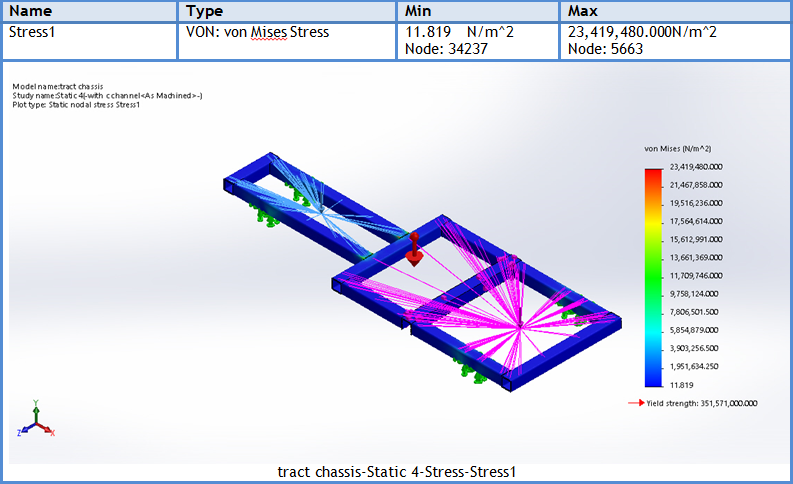 Name Type Min Max
Stress1 VON: von Mises Stress 11.819 N/m^2 23,419,480.000N/m^2
Node: 34237 Node: 5663
Model name:tract chassis
Study name:Static 4(-with c channel<As Machined>-)
Plot type: Static nodal stress Stress1
von Mises (N/m^2)
23,419,480.000
21,467,858.000
19,516,236.000
17,564,614.000
15,612,991.000
13,661,369.000
11,709,746.000
9,758,124.000
7,806,501.500
5,854,879.000
3,903,256.500
1,951,634.250
11.819
Yield strength: 351,571,000.000
Y
Z X
tract chassis-Static 4-Stress-Stress1